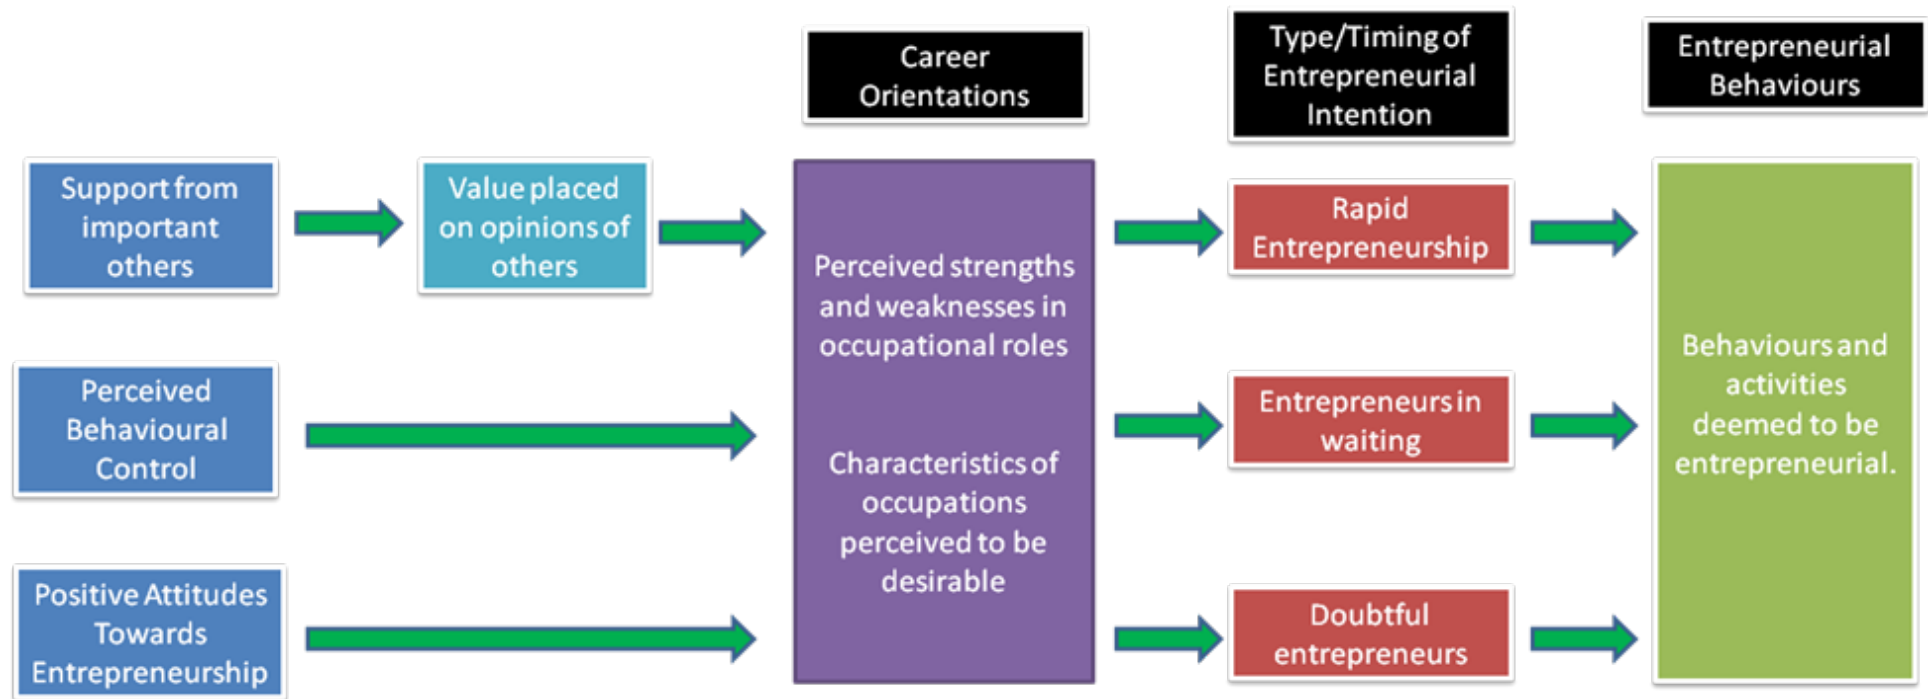 Career
Orientations
Type/Timing of
Entrepreneurial
Intention
Entrepreneurial
Behaviours
Support from
important
others
Value placed
on opinions of
others
Perceived
Behavioural
Control
Positive Attitudes
Towards
Entrepreneurship
Perceived strengths
and weaknesses in
occupational roles
Characteristics of
occupations
perceived to be
desirable
Rapid
Entrepreneurship
Entrepreneurs in
waiting
Doubtful
entrepreneurs
Behaviours and
activities
deemed to be
entrepreneurial.